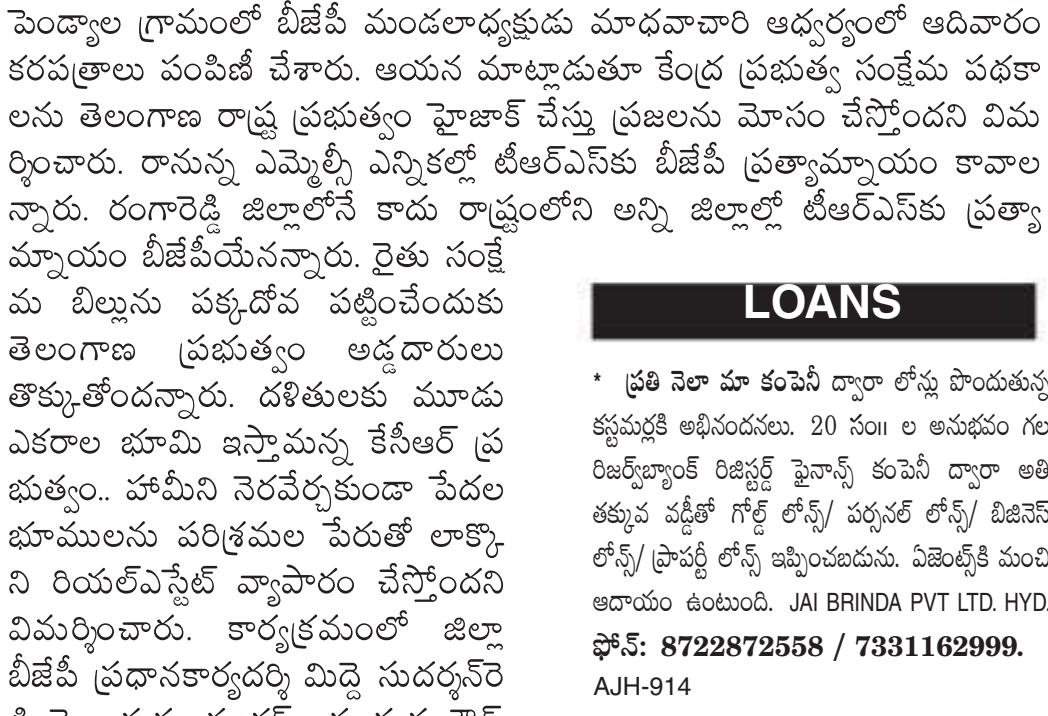 పెండ్యాల గ్రామంలో బీజేపీ మండలాధ్యక్షుడు మాధవాచారి ఆధ్వర్యంలో ఆదివారం
కరపత్రాలు పంపిణీ చేశారు. ఆయన మాట్లాడుతూ కేంద్ర ప్రభుత్వ సంక్షేమ పథకా
లను తెలంగాణ రాష్ట్ర ప్రభుత్వం హైజాక్ చేస్తు ప్రజలను మోసం చేస్తోందని విమ
ర్శించారు. రానున్న ఎమ్మెల్సీ ఎన్నికల్లో టీఆర్ఎస్‌కు బీజేపీ ప్రత్యామ్నాయం కావాల
న్నారు. రంగారెడ్డి జిల్లాలోనే కాదు రాష్ట్రంలోని అన్ని జిల్లాల్లో టీఆర్ఎస్‌కు ప్రత్యా
మ్నాయం బీజేపీయేనన్నారు. రైతు సంక్షే
మ బిల్లును పక్కదోవ పట్టించేందుకు
తెలంగాణ ప్రభుత్వం అడ్డదారులు
తొక్కుతోందన్నారు. దళితులకు మూడు
ఎకరాల భూమి ఇస్తామన్న కేసీఆర్ ప్ర
భుత్వం.. హామీని నెరవేర్చకుండా పేదల
భూములను పరిశ్రమల పేరుతో లాక్కొ
ని రియల్ఎస్టేట్ వ్యాపారం చేస్తోందని
విమర్శించారు. కార్యక్రమంలో జిల్లా
బీజేపీ ప్రధానకార్యదర్శి మిద్దె సుదర్శన్‌రె
LOANS
* ప్రతి నెలా మా కంపెనీ ద్వారా లోన్లు పొందుతున్న
కస్టమర్లకి అభినందనలు. 20 సం॥ ల అనుభవం గల
రిజర్వ్‌బ్యాంక్ రిజిస్టర్డ్ ఫైనాన్స్ కంపెనీ ద్వారా అతి
తక్కువ వడ్డీతో గోల్డ్ లోన్స్/ పర్సనల్ లోన్స్/ బిజినెస్
లోన్స్/ ప్రాపర్టీ లోన్స్ ఇప్పించబడును. ఏజెంట్స్‌కి మంచి
ఆదాయం ఉంటుంది. JAI BRINDA PVT LTD. HYD.
ఫోన్: 8722872558 / 7331162999.
AJH-914